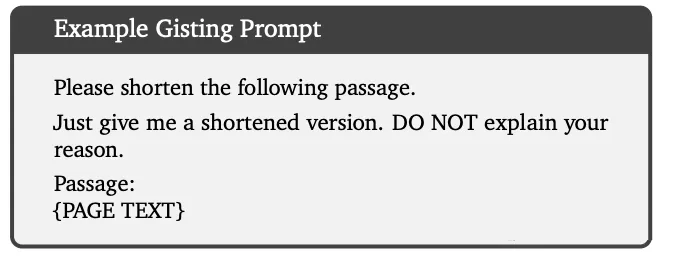 Example Gisting Prompt
Please shorten the following passage.
Just give me a shortened version. DO NOT explain your
reason.
Passage:
{PAGE TEXT}